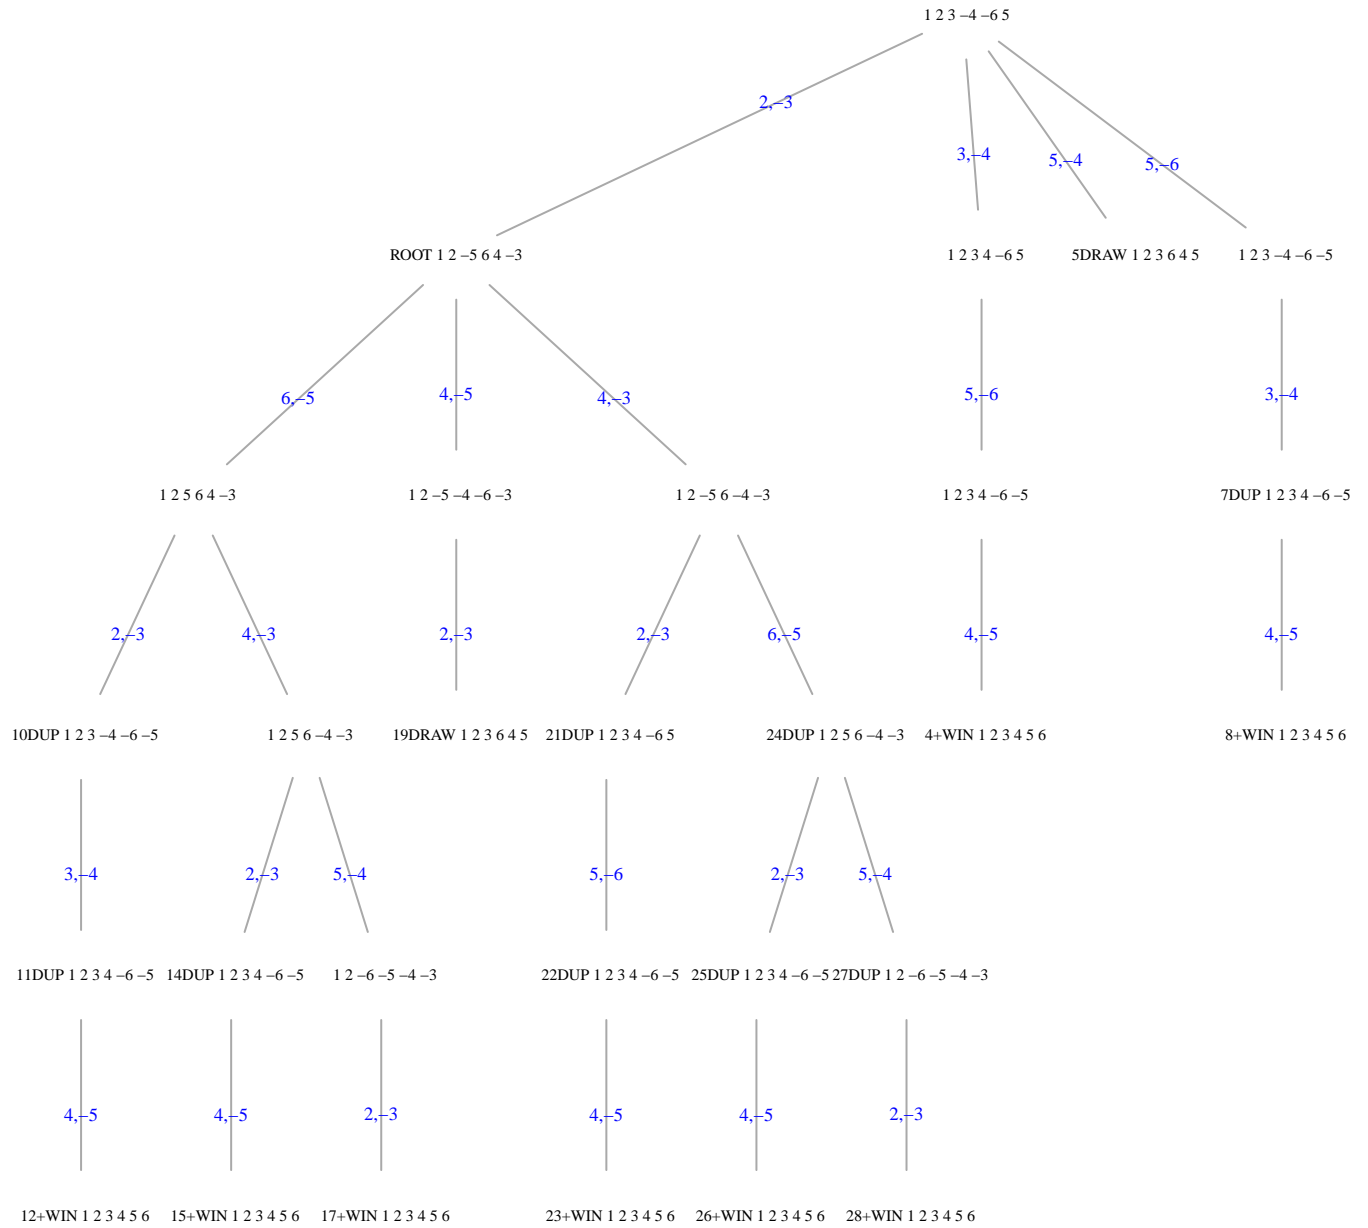 1 2 3 −4 −6 5
2,−3
3,−4
5,−4
5,−6
ROOT 1 2 −5 6 4 −3
1 2 3 4 −6 5
5DRAW 1 2 3 6 4 5
1 2 3 −4 −6 −5
6,−5
4,−5
4,−3
5,−6
3,−4
1 2 5 6 4 −3
1 2 −5 −4 −6 −3
1 2 −5 6 −4 −3
1 2 3 4 −6 −5
7DUP 1 2 3 4 −6 −5
2,−3
4,−3
2,−3
2,−3
6,−5
4,−5
4,−5
10DUP 1 2 3 −4 −6 −5
1 2 5 6 −4 −3
19DRAW 1 2 3 6 4 5
21DUP 1 2 3 4 −6 5
24DUP 1 2 5 6 −4 −3
4+WIN 1 2 3 4 5 6
8+WIN 1 2 3 4 5 6
3,−4
2,−3
5,−4
5,−6
2,−3
5,−4
11DUP 1 2 3 4 −6 −5
14DUP 1 2 3 4 −6 −5
1 2 −6 −5 −4 −3
22DUP 1 2 3 4 −6 −5
25DUP 1 2 3 4 −6 −5
27DUP 1 2 −6 −5 −4 −3
4,−5
4,−5
2,−3
4,−5
4,−5
2,−3
12+WIN 1 2 3 4 5 6
15+WIN 1 2 3 4 5 6
17+WIN 1 2 3 4 5 6
23+WIN 1 2 3 4 5 6
26+WIN 1 2 3 4 5 6
28+WIN 1 2 3 4 5 6